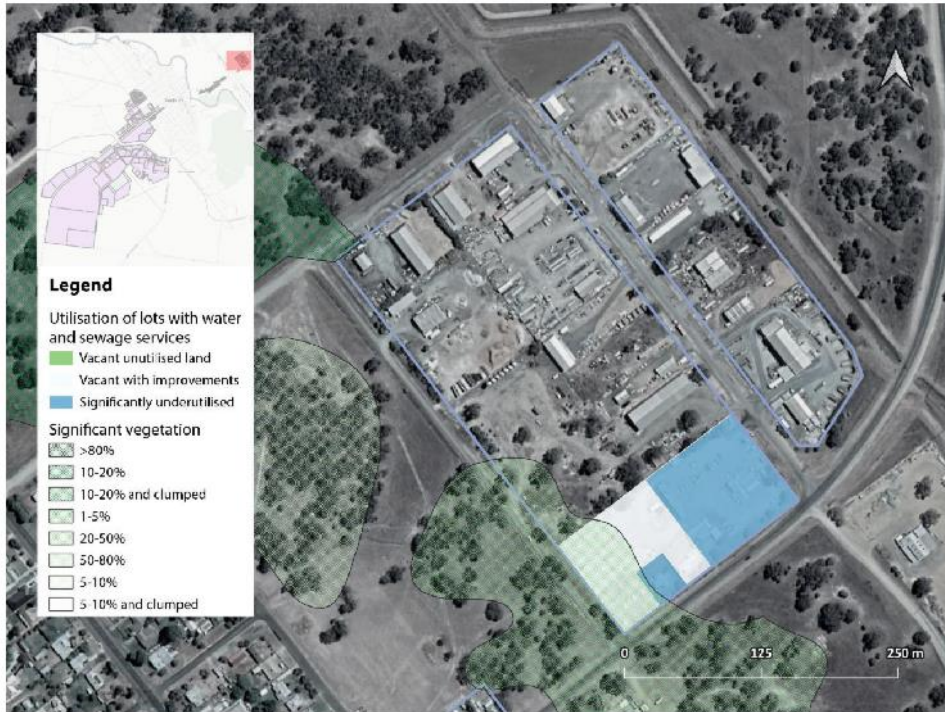 Legend
Utilisation of lots with water
and sewage services
Vacant unutilised land
Vacant with improvements
Significantly underutilised
Significant vegetation
>80%
10-20%
10-20% and clumped
1-5%
20-50%
50-80%
5-10%
5-10% and clumped
0 125 250 m